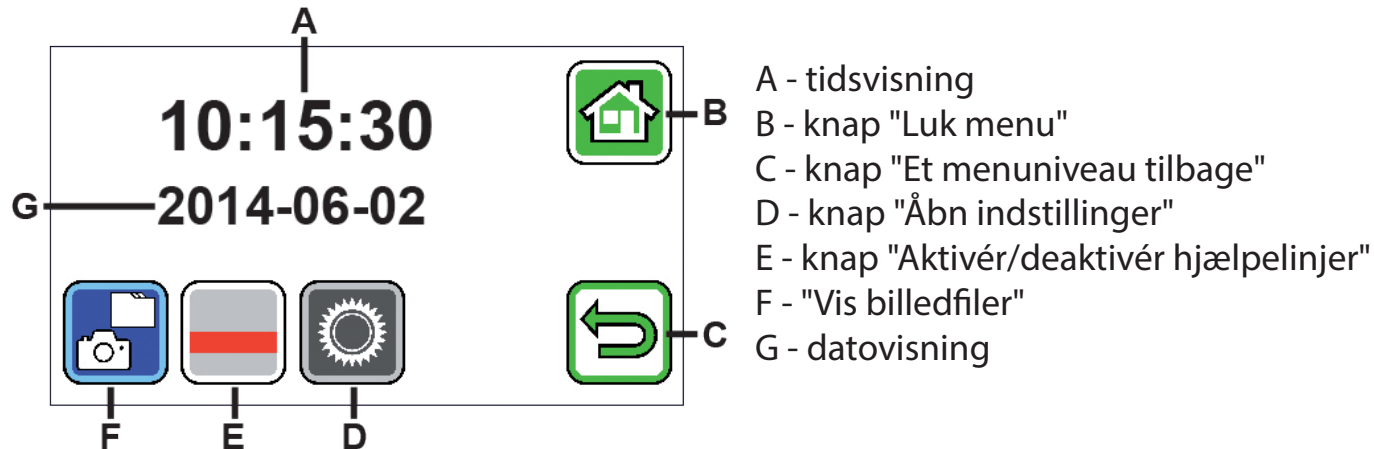 A
10:15:30
B
G 2014-06-02
C
F E D
A - tidsvisning
B - knap "Luk menu"
C - knap "Et menuniveau tilbage"
D - knap "Åbn indstillinger"
E - knap "Aktivér/deaktivér hjælpelinjer"
F - "Vis billedfiler"
G - datovisning